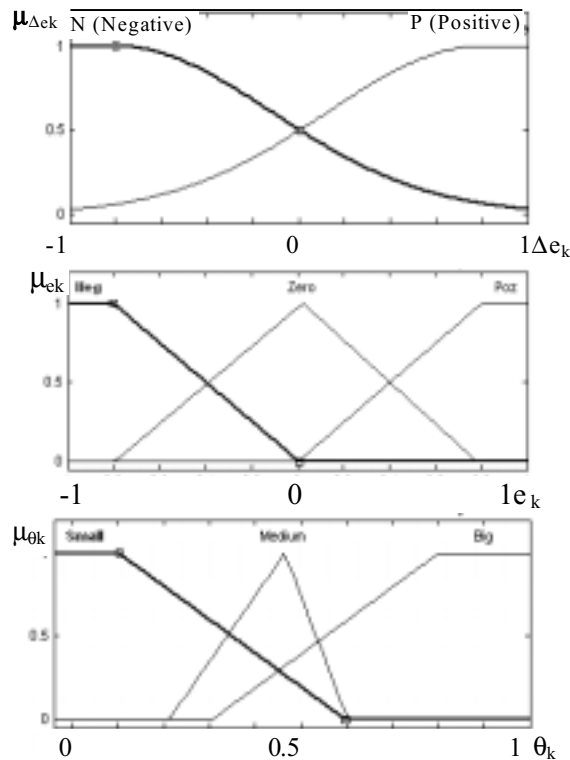 μΔek N (Negative) P (Positive)
1
0.5
0
-1 0 1Δek
μek Neg Zero Poz
1
0.5
0
-1 0 1ek
μθk Small Medium Big
0.5
0
0 0.5 1 θk